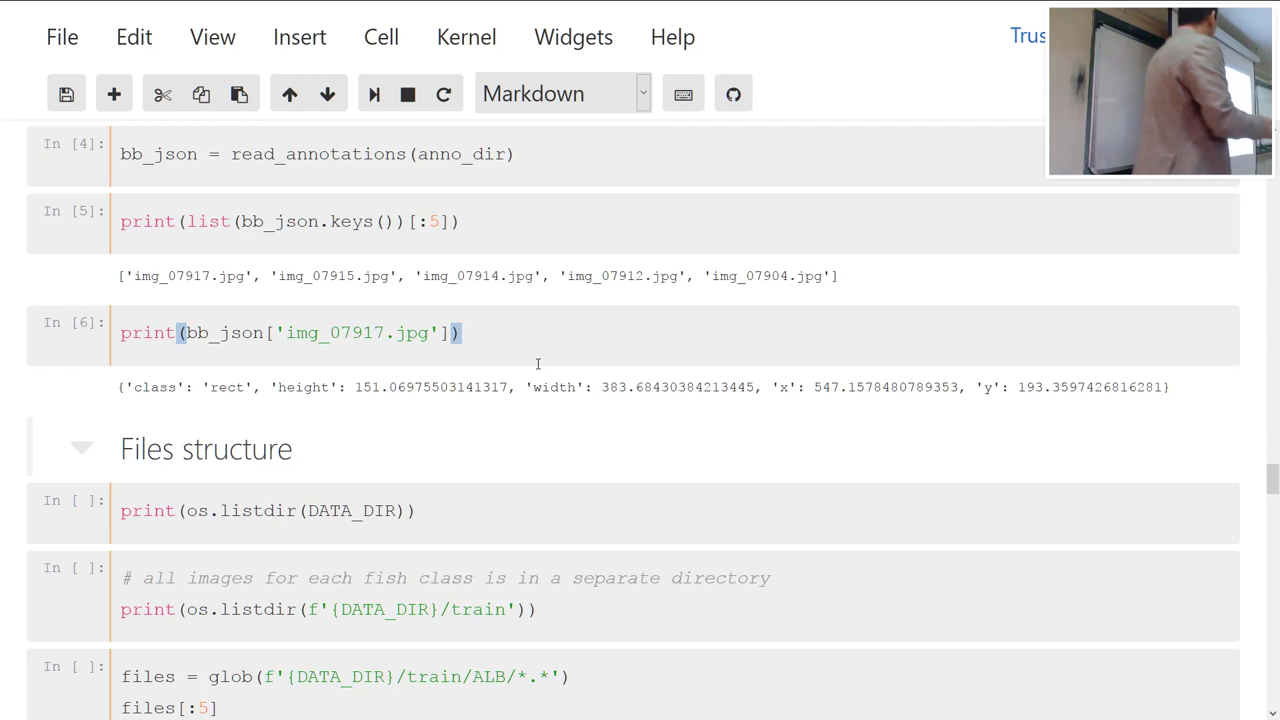 File Edit View Insert Cell Kernel Widgets Help Trus
Markdown
In [4]: bb_json = read_annotations(anno_dir)
In [5]: print(list(bb_json.keys())[:5])
['img_07917.jpg', 'img_07915.jpg', 'img_07914.jpg', 'img_07912.jpg', 'img_07904.jpg']
In [6]: print(bb_json['img_07917.jpg'])
{'class': 'rect', 'height': 151.06975503141317, 'width': 383.68430384213445, 'x': 547.1578480789353, 'y': 193.3597426816281}
Files structure
In [ ]: print(os.listdir(DATA_DIR))
In [ ]: # all images for each fish class is in a separate directory
print(os.listdir(f'{DATA_DIR}/train'))
In [ ]: files = glob(f'{DATA_DIR}/train/ALB/*.*')
files[:5]